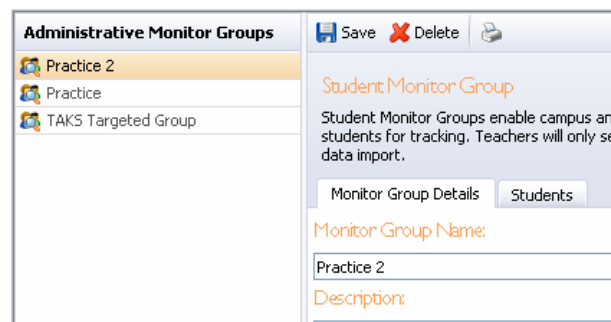 Administrative Monitor Groups
Practice 2
Practice
TAKS Targeted Group
Save Delete
Student Monitor Group
Student Monitor Groups enable campus
students for tracking. Teachers will only
data import.
Monitor Group Details Students
Monitor Group Name:
Practice 2
Description: